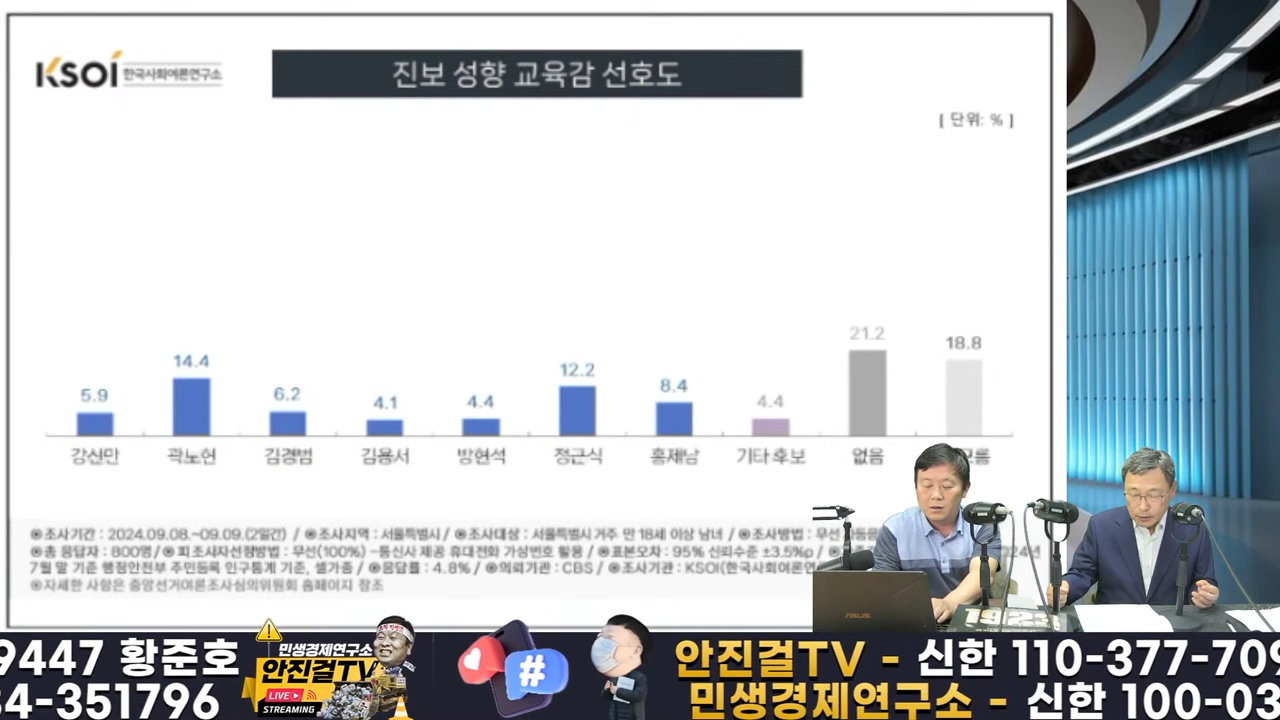 KSOI 한국사회여론연구소
진보 성향 교육감 선호도
[ 단위: % ]
5.9
14.4
6.2
4.1
4.4
12.2
8.4
4.4
21.2
18.8
강신만
곽노현
김경범
김용서
방현석
정근식
홍제남
기타 후보
없음
모름
◉조사기간 : 2024.09.08.~09.09.(2일간) / ◉조사지역 : 서울특별시 / ◉조사대상 : 서울특별시 거주 만 18세 이상 남녀 / ◉조사방법 : 무선
◉총 응답자 : 800명 / ◉피조사자선정방법 : 무선(100%) -통신사 제공 휴대전화 가상번호 활용 / ◉표본오차 : 95% 신뢰수준 ±3.5%p /
7월 말 기준 행정안전부 주민등록 인구통계 기준, 셀가중 / ◉응답률 : 4.8% / ◉의뢰기관 : CBS / ◉조사기관 : KSOI(한국사회여론연
◉자세한 사항은 중앙선거여론조사심의위원회 홈페이지 참조
ASUS
9447 황준호
34-351796
민생경제연구소
안진걸TV
LIVE
STREAMING
#
안진걸TV - 신한 110-377-709
민생경제연구소 - 신한 100-03